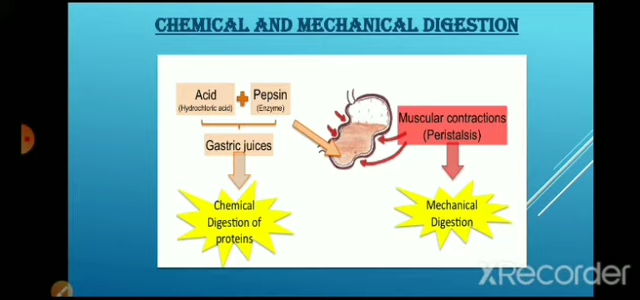 CHEMICAL AND MECHANICAL DIGESTION
Acid
(Hydrochloric acid)
Pepsin
(Enzyme)
Gastric juices
Chemical
Digestion of
proteins
Muscular contractions
(Peristalsis)
Mechanical
Digestion
XRecorder